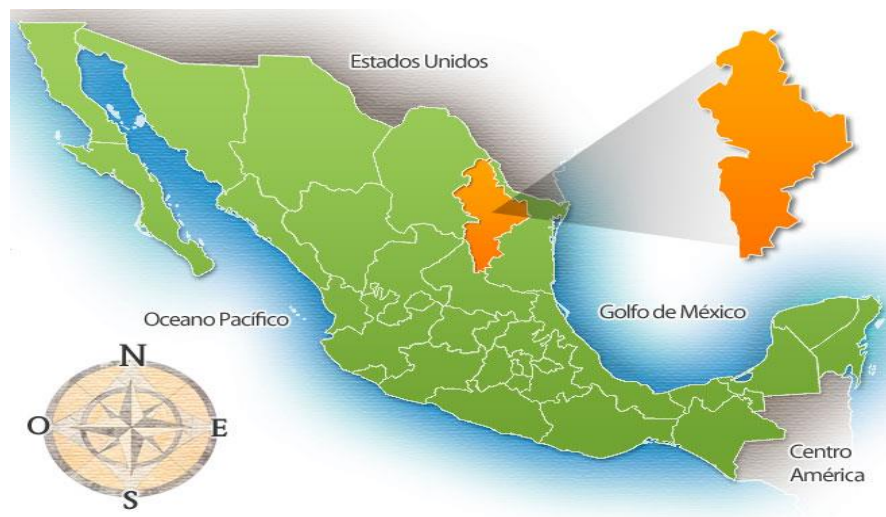 Estados Unidos
Golfo de México
Oceano Pacífico
N
O
E
S
Centro
América